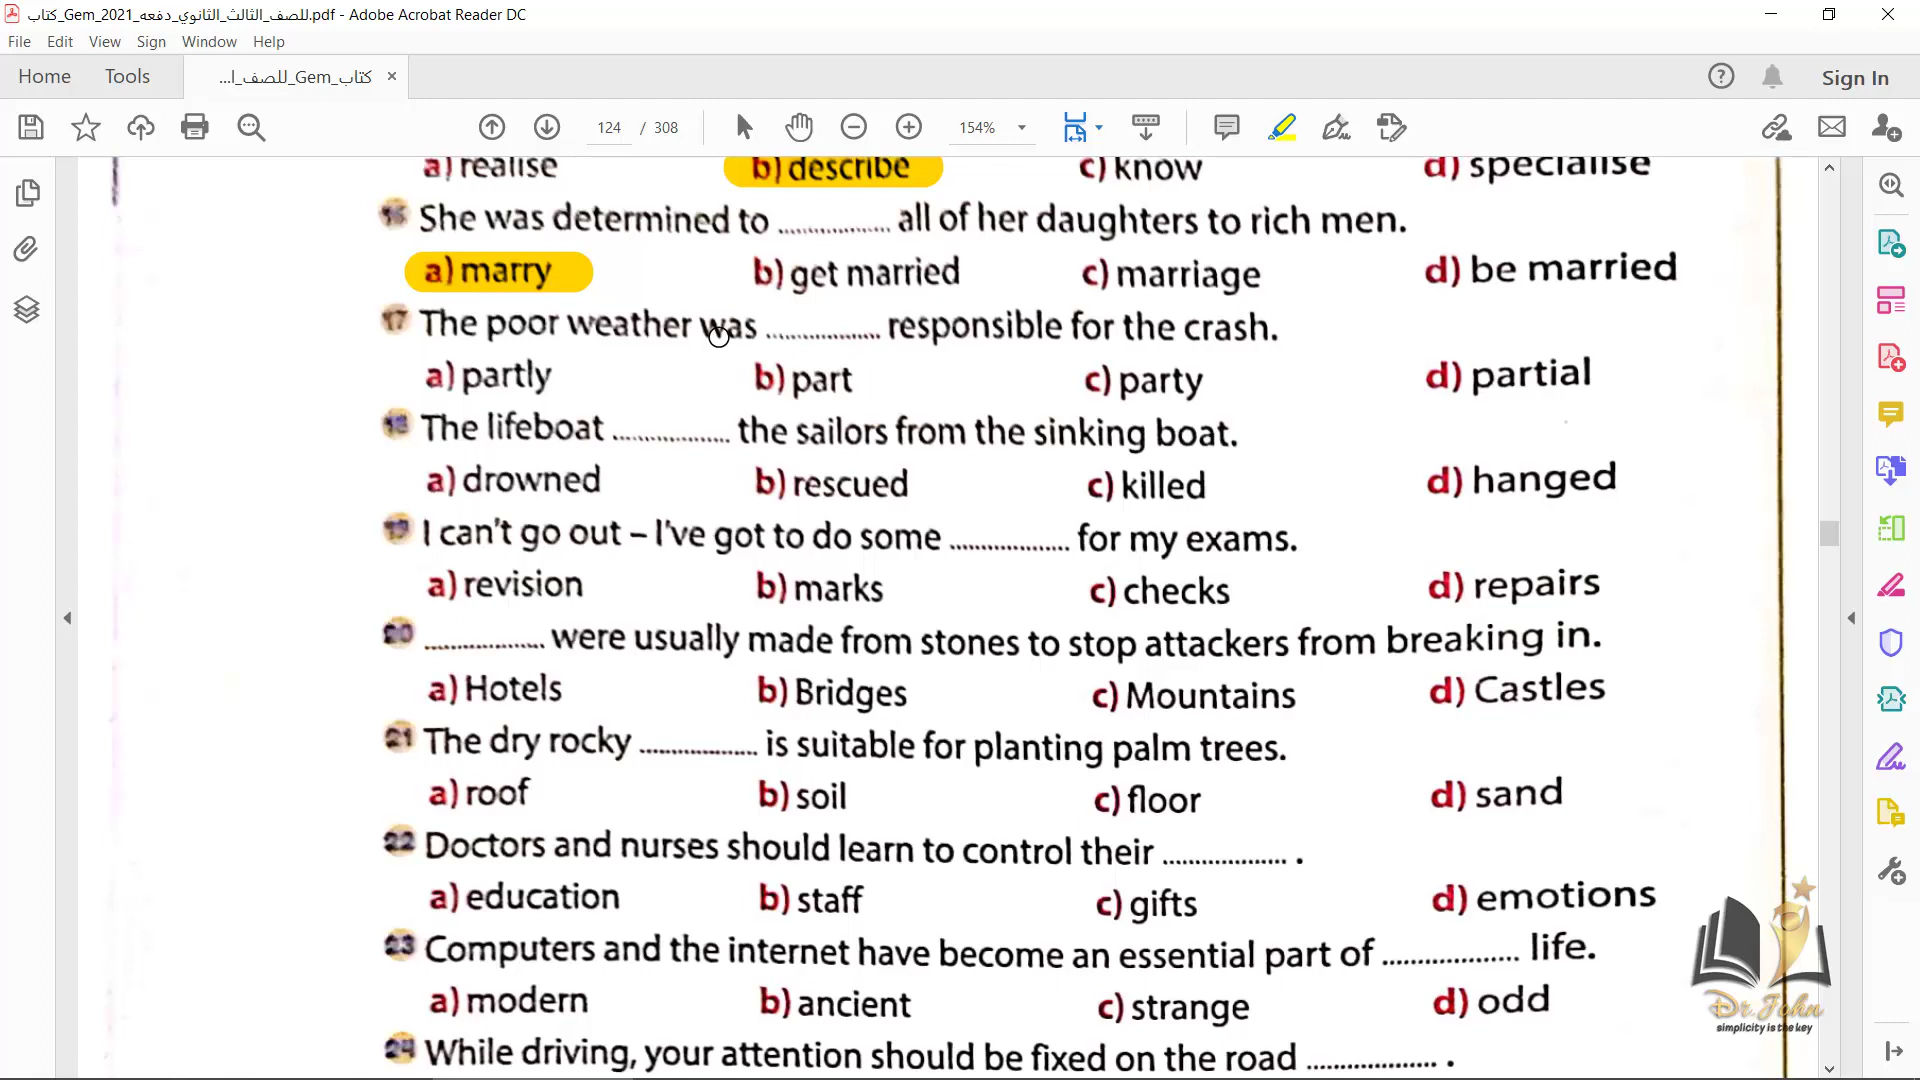 كتاب_Gem_للصف_الثالث_الثانوي_دفعه_2021.pdf - Adobe Acrobat Reader DC
File Edit View Sign Window Help
Home Tools كتاب_Gem_للصف_ا... × Sign In
124 / 308 154%
a) realise b) describe c) know d) specialise
16 She was determined to ................ all of her daughters to rich men.
a) marry b) get married c) marriage d) be married
17 The poor weather was ................ responsible for the crash.
a) partly b) part c) party d) partial
18 The lifeboat ................ the sailors from the sinking boat.
a) drowned b) rescued c) killed d) hanged
19 I can't go out – I've got to do some ................ for my exams.
a) revision b) marks c) checks d) repairs
20 ................ were usually made from stones to stop attackers from breaking in.
a) Hotels b) Bridges c) Mountains d) Castles
21 The dry rocky ................ is suitable for planting palm trees.
a) roof b) soil c) floor d) sand
22 Doctors and nurses should learn to control their ................ .
a) education b) staff c) gifts d) emotions
23 Computers and the internet have become an essential part of ................ life.
a) modern b) ancient c) strange d) odd
24 While driving, your attention should be fixed on the road ................ .
Dr. John
simplicity is the key